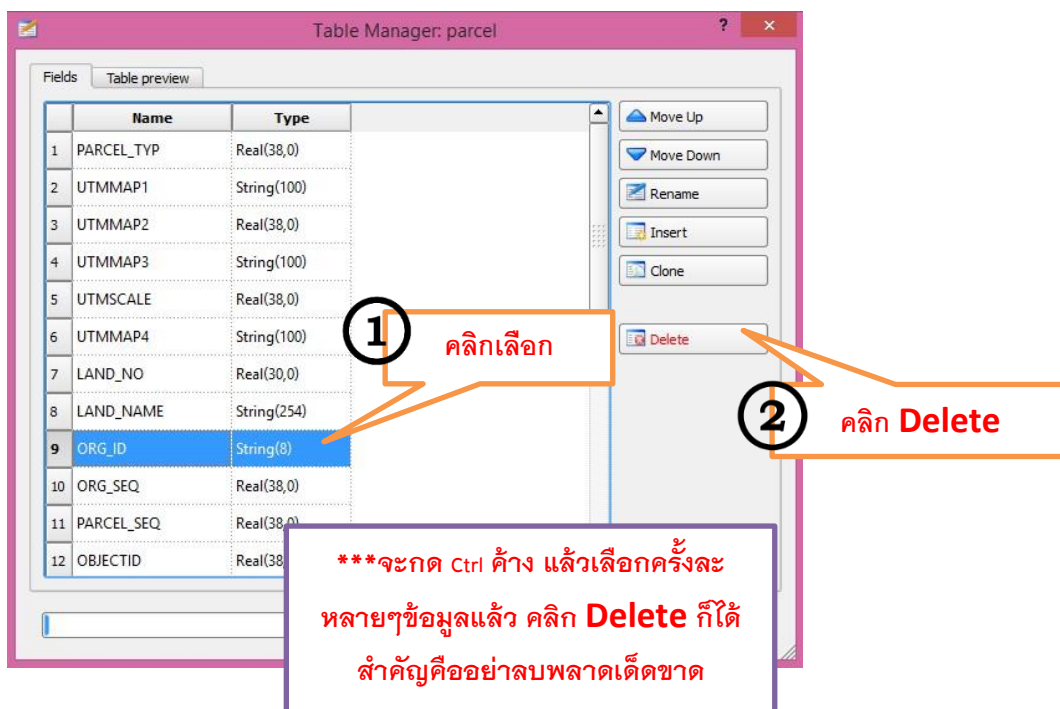 Table Manager: parcel
?
×
Fields
Table preview
Name Type
1 PARCEL_TYP Real(38,0)
2 UTMMAP1 String(100)
3 UTMMAP2 Real(38,0)
4 UTMMAP3 String(100)
5 UTMSCALE Real(38,0)
6 UTMMAP4 String(100)
7 LAND_NO Real(30,0)
8 LAND_NAME String(254)
9 ORG_ID String(8)
10 ORG_SEQ Real(38,0)
11 PARCEL_SEQ Real(38,0)
12 OBJECTID Real(38
Move Up
Move Down
Rename
Insert
Clone
Delete
1
คลิกเลือก
2
คลิก Delete
***จะกด Ctrl ค้าง แล้วเลือกครั้งละ
หลายๆข้อมูลแล้ว คลิก Delete ก็ได้
สำคัญคืออย่าลบพลาดเด็ดขาด